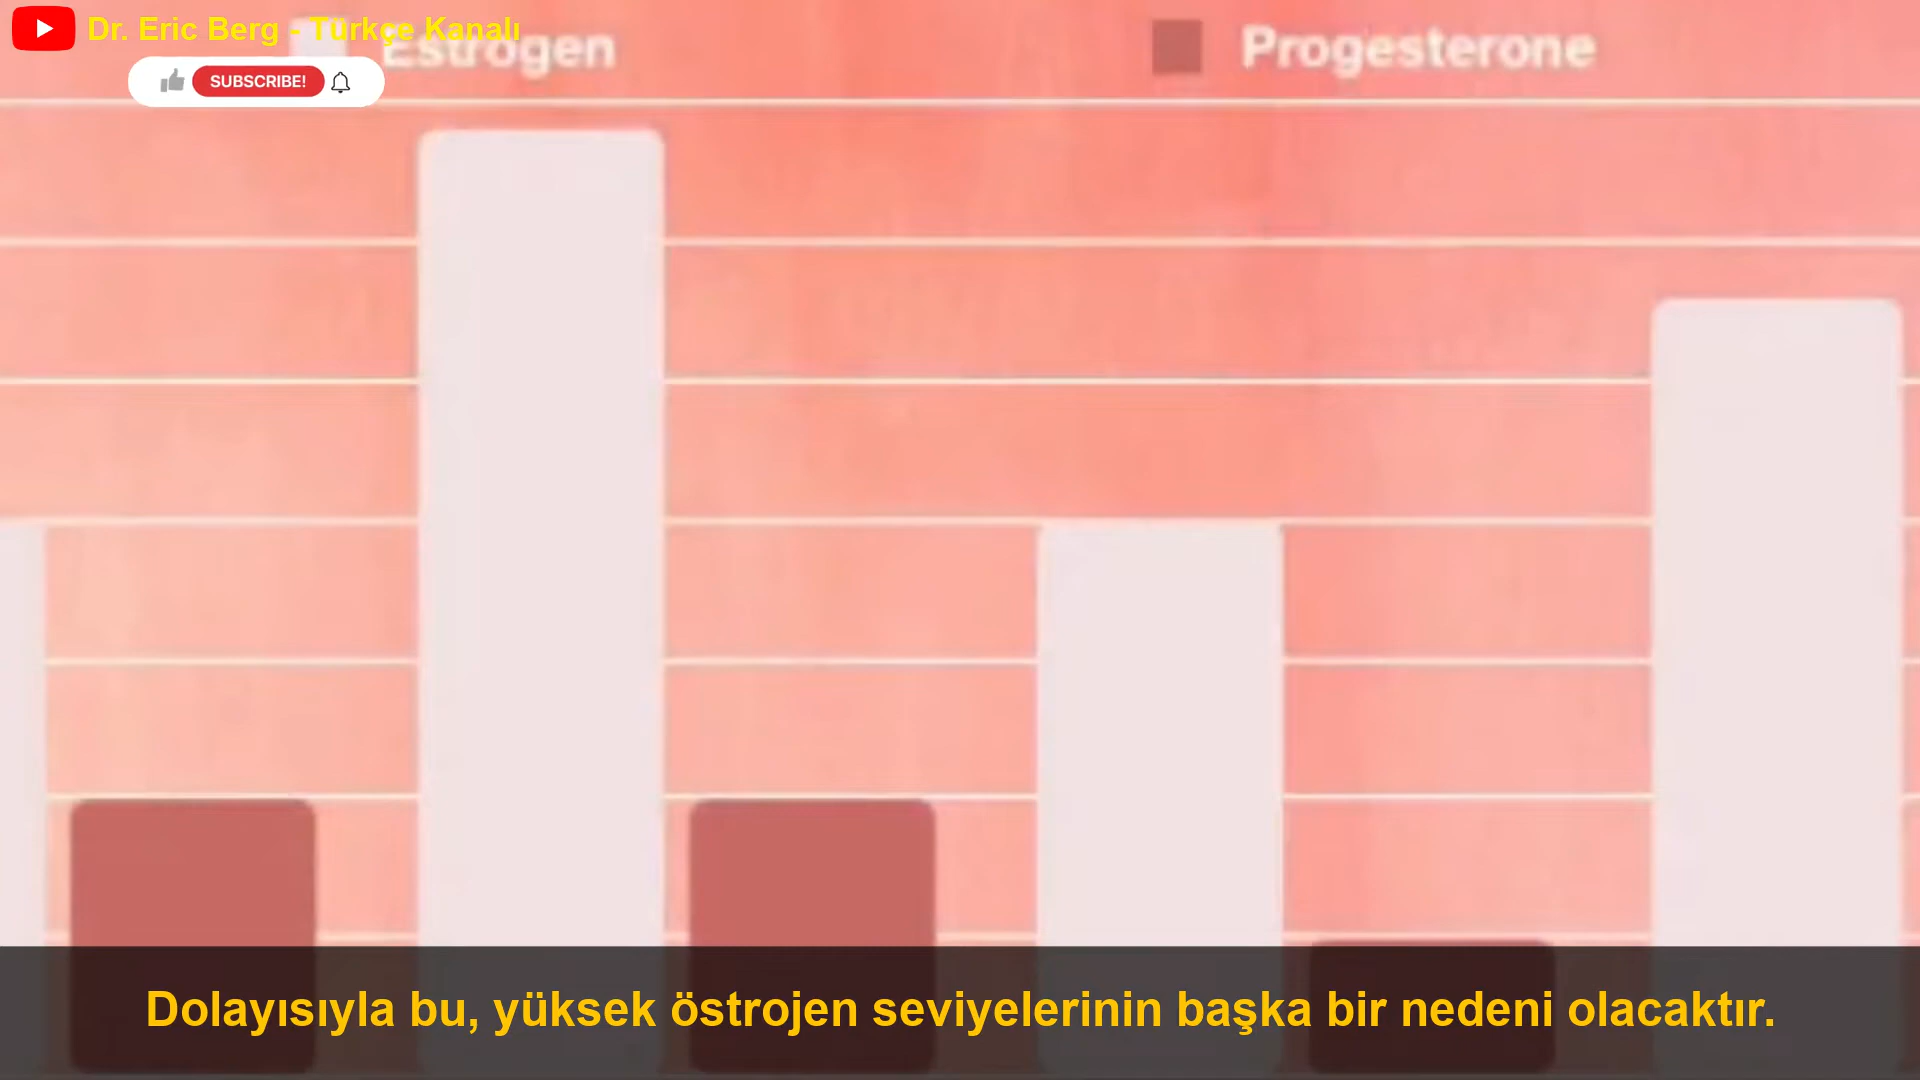 Dr. Eric Berg - Türkçe Kanalı
Estrogen
Progesterone
SUBSCRIBE!
Dolayısıyla bu, yüksek östrojen seviyelerinin başka bir nedeni olacaktır.